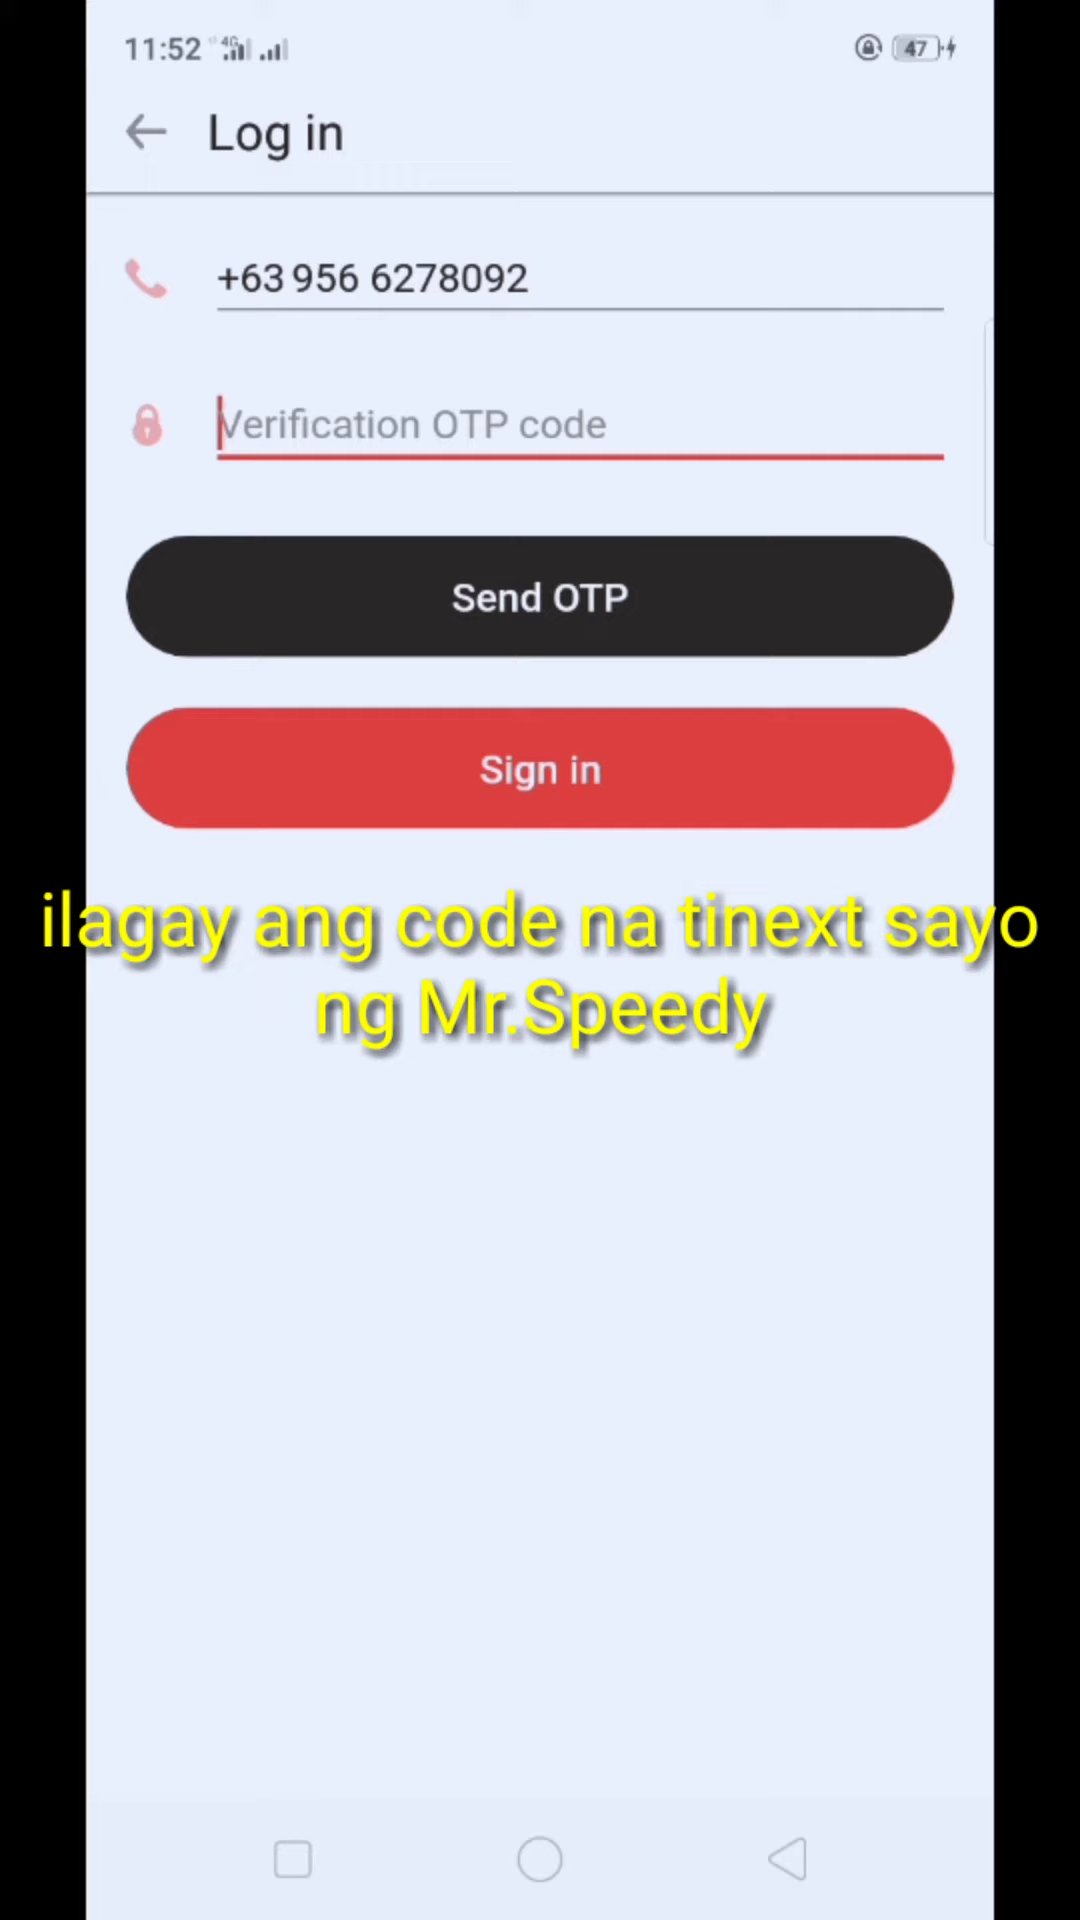 11:52 4G 47
Log in
+63 956 6278092
Verification OTP code
Send OTP
Sign in
ilagay ang code na tinext sayo
ng Mr.Speedy